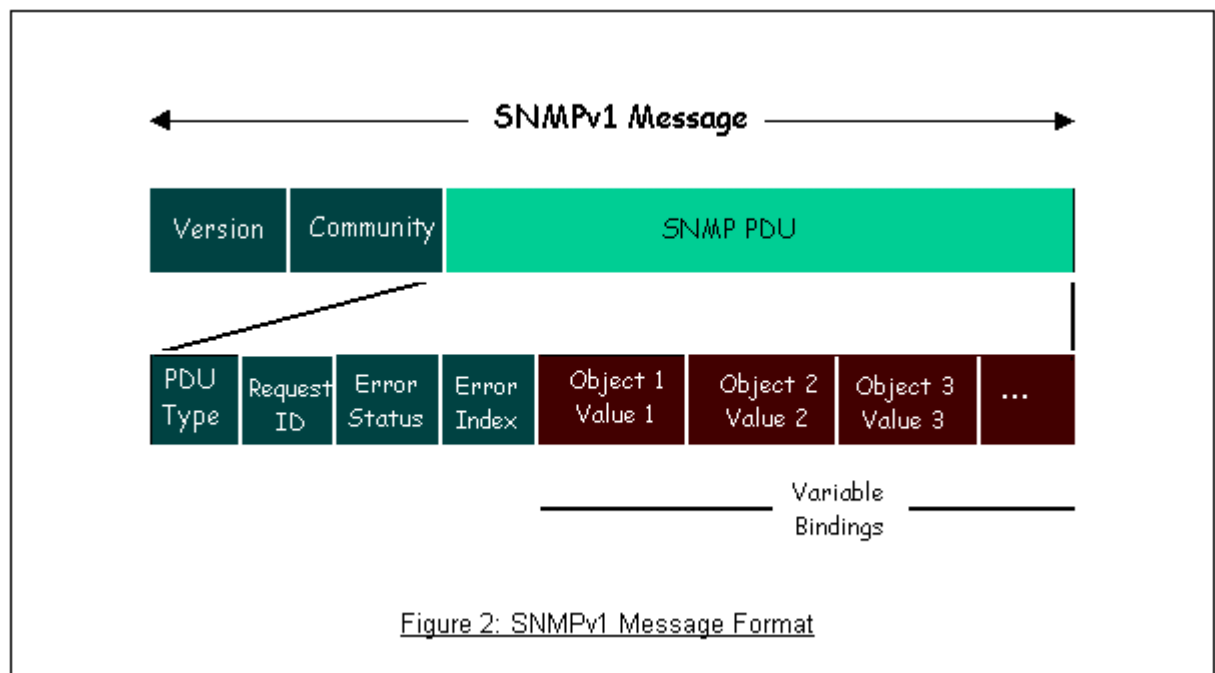 SNMPv1 Message
Version
Community
SNMP PDU
PDU
Type
Request
ID
Error
Status
Error
Index
Object 1
Value 1
Object 2
Value 2
Object 3
Value 3
...
Variable
Bindings
Figure 2: SNMPv1 Message Format